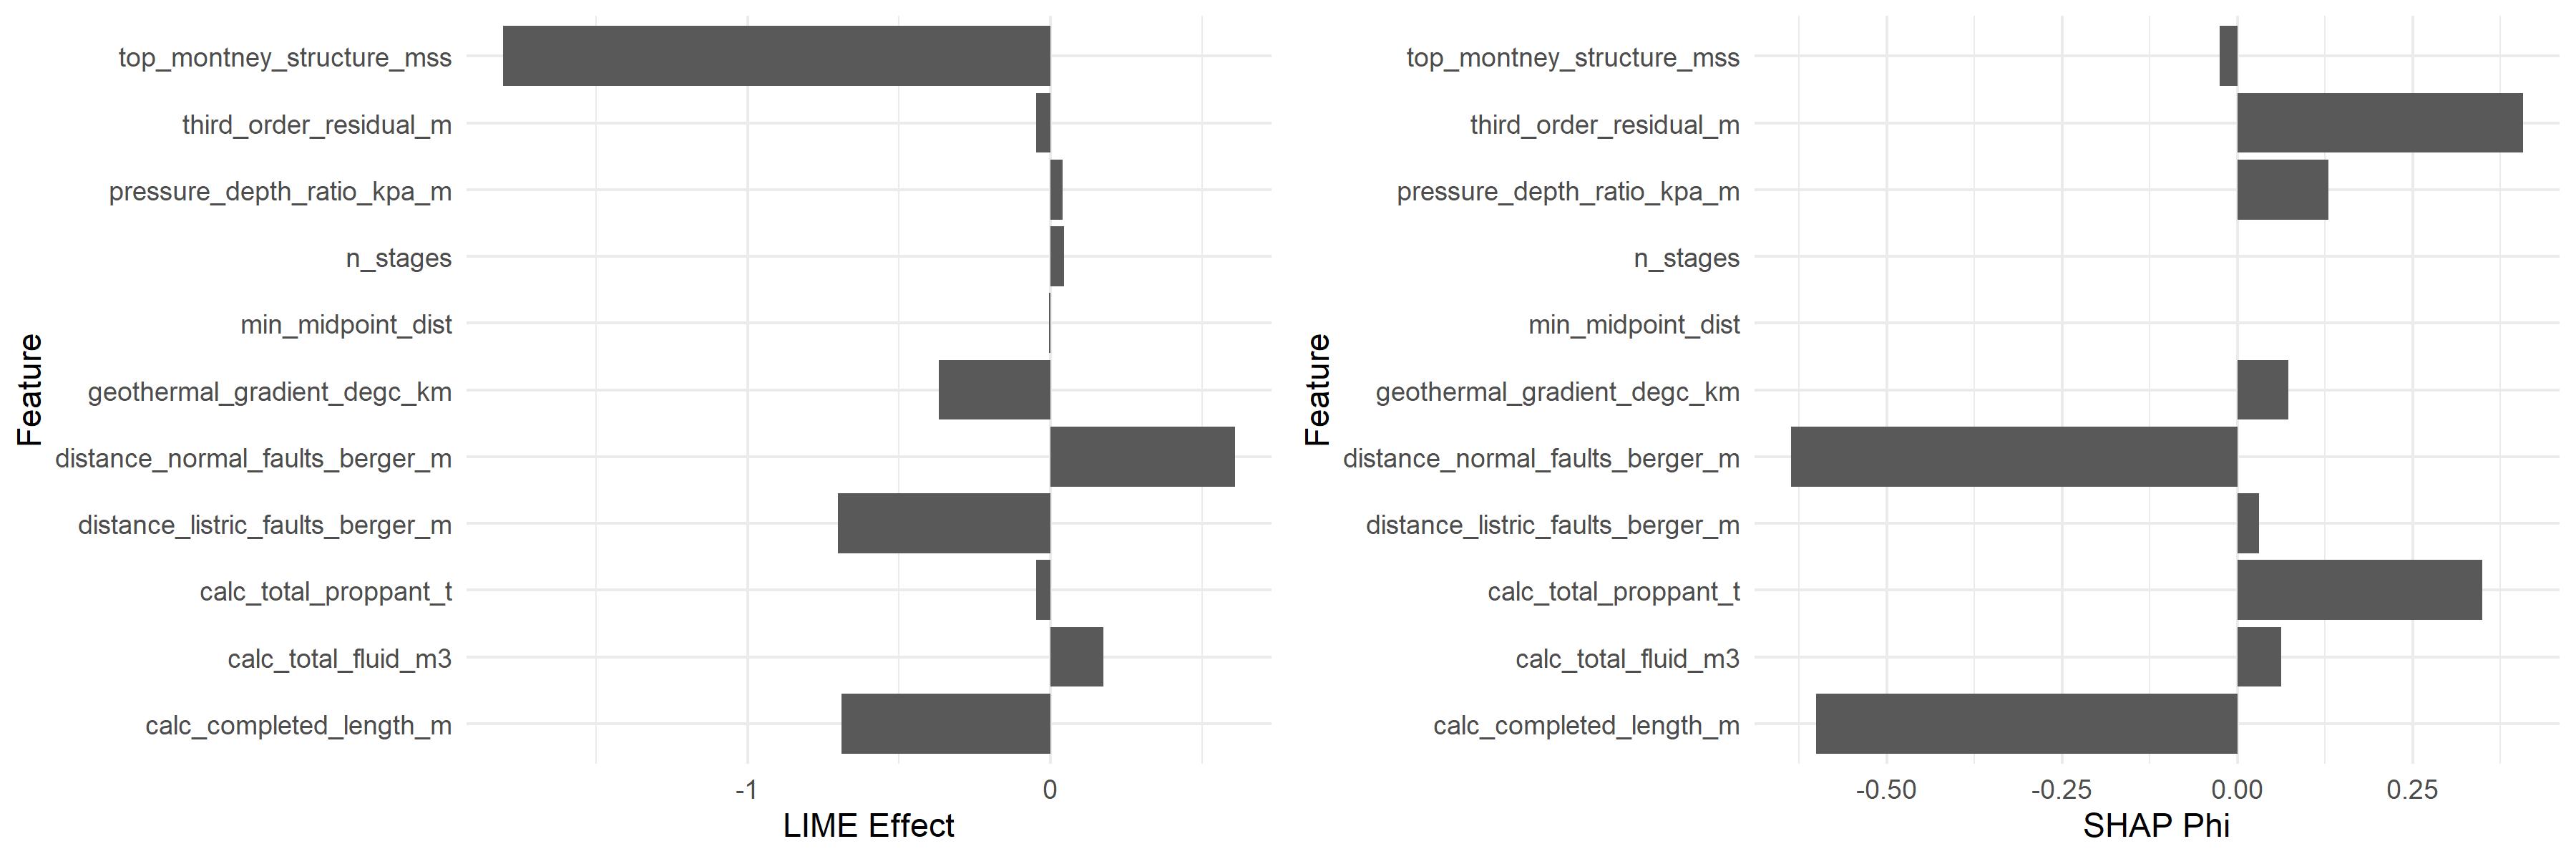 Feature
top_montney_structure_mss
third_order_residual_m
pressure_depth_ratio_kpa_m
n_stages
min_midpoint_dist
geothermal_gradient_degc_km
distance_normal_faults_berger_m
distance_listric_faults_berger_m
calc_total_proppant_t
calc_total_fluid_m3
calc_completed_length_m
-1 0
LIME Effect
Feature
top_montney_structure_mss
third_order_residual_m
pressure_depth_ratio_kpa_m
n_stages
min_midpoint_dist
geothermal_gradient_degc_km
distance_normal_faults_berger_m
distance_listric_faults_berger_m
calc_total_proppant_t
calc_total_fluid_m3
calc_completed_length_m
-0.50 -0.25 0.00 0.25
SHAP Phi